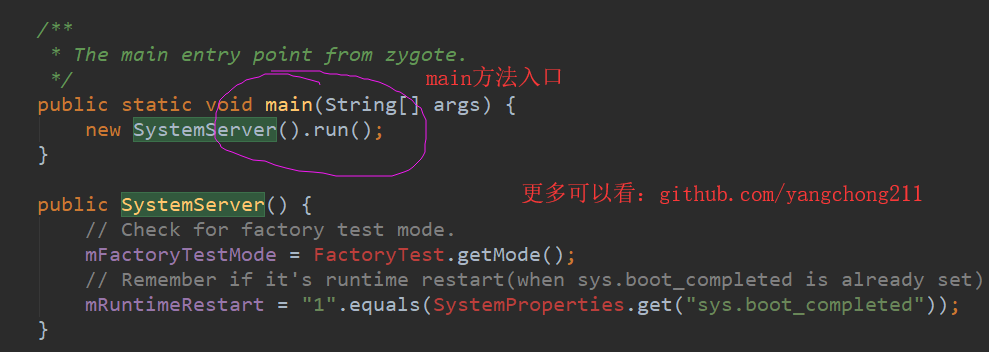 /**
 * The main entry point from zygote.
 */
main方法入口
public static void main(String[] args) {
    new SystemServer().run();
}
更多可以看：github.com/yangchong211
public SystemServer() {
    // Check for factory test mode.
    mFactoryTestMode = FactoryTest.getMode();
    // Remember if it's runtime restart(when sys.boot_completed is already set)
    mRuntimeRestart = "1".equals(SystemProperties.get("sys.boot_completed"));
}